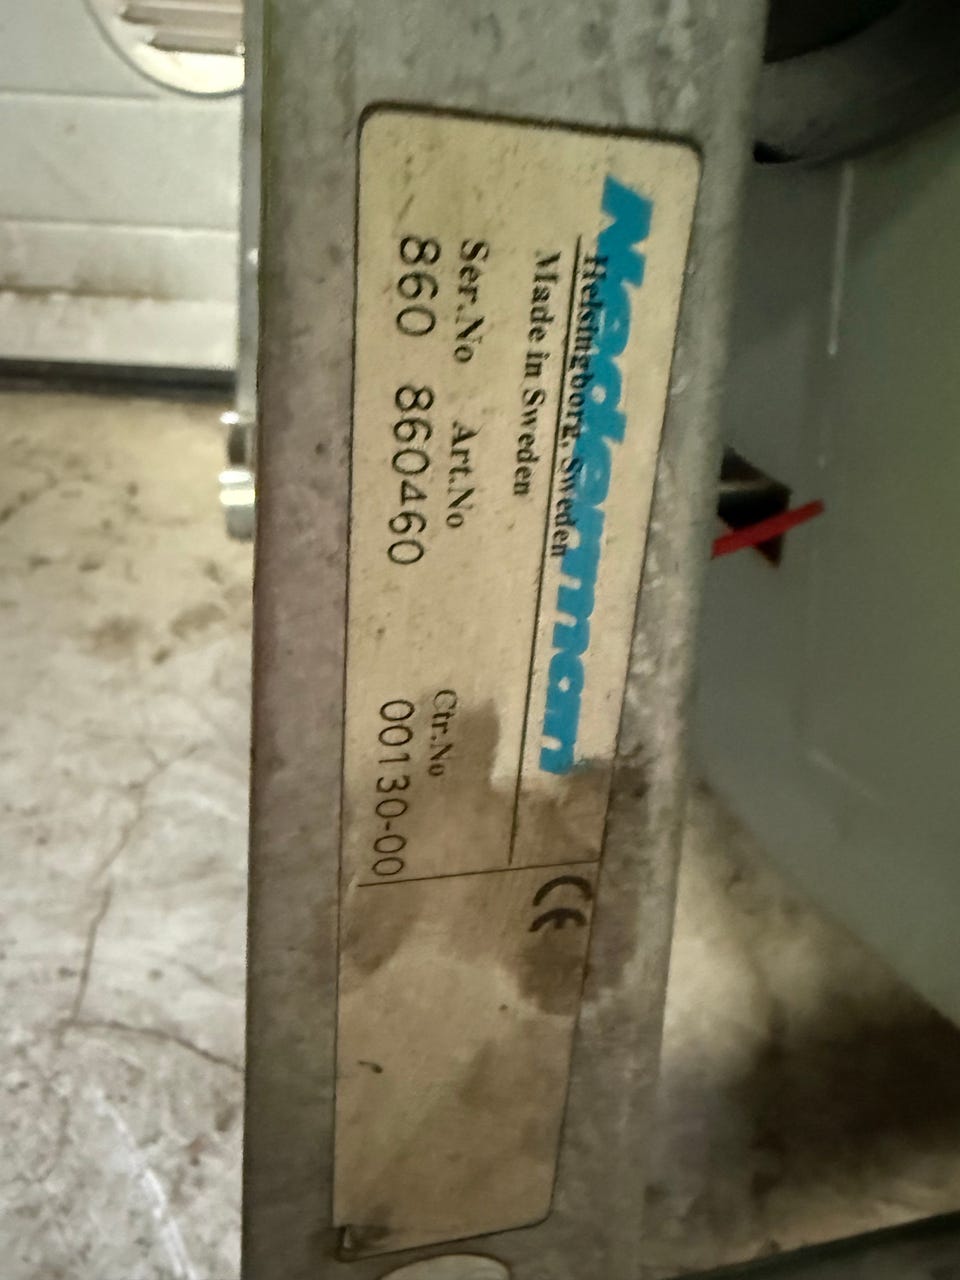 Nederman
Helsingborg, Sweden
Made in Sweden
CE
Ser.No Art.No Ctr.No
860 860460 00130-00